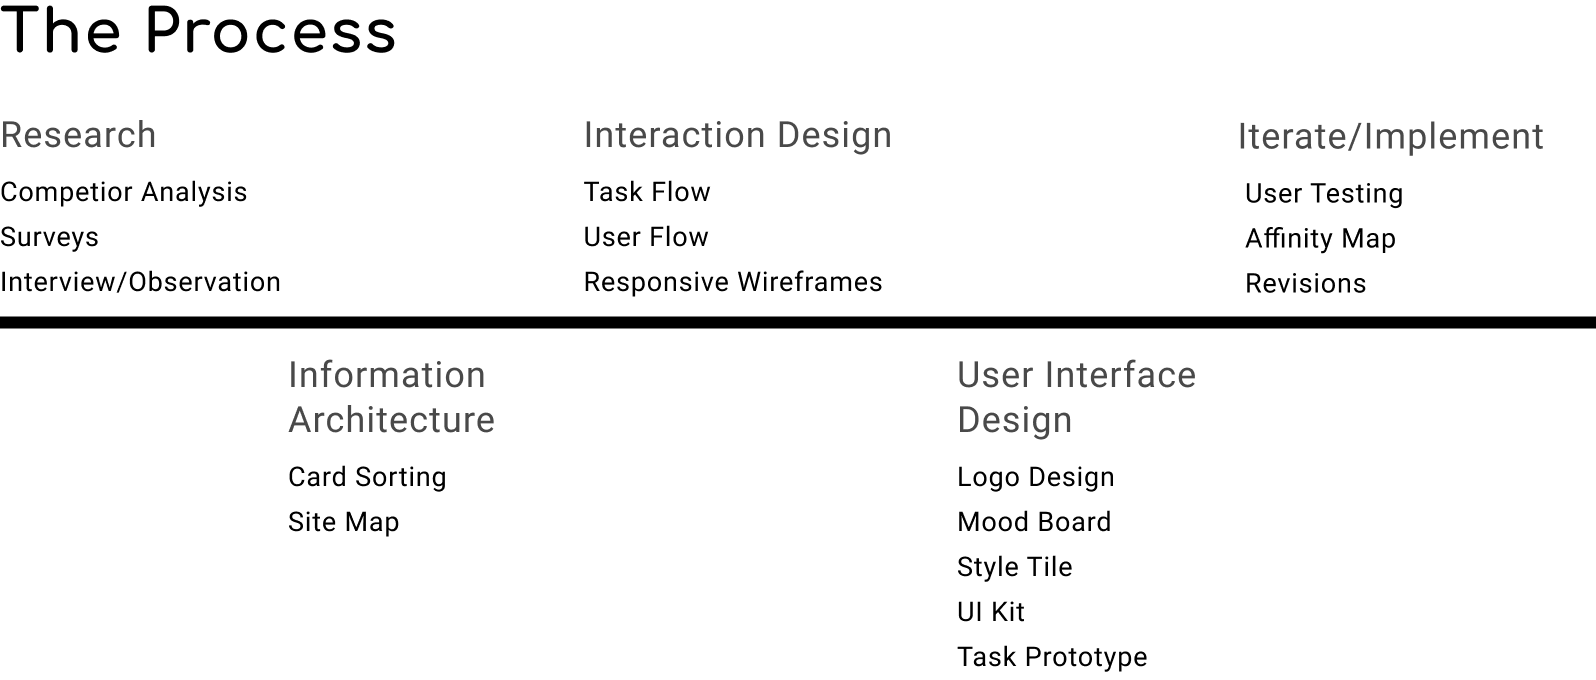 The Process
Research
Competior Analysis
Surveys
Interview/Observation
Information
Architecture
Card Sorting
Site Map
Interaction Design
Task Flow
User Flow
Responsive Wireframes
User Interface
Design
Logo Design
Mood Board
Style Tile
UI Kit
Task Prototype
Iterate/Implement
User Testing
Affinity Map
Revisions